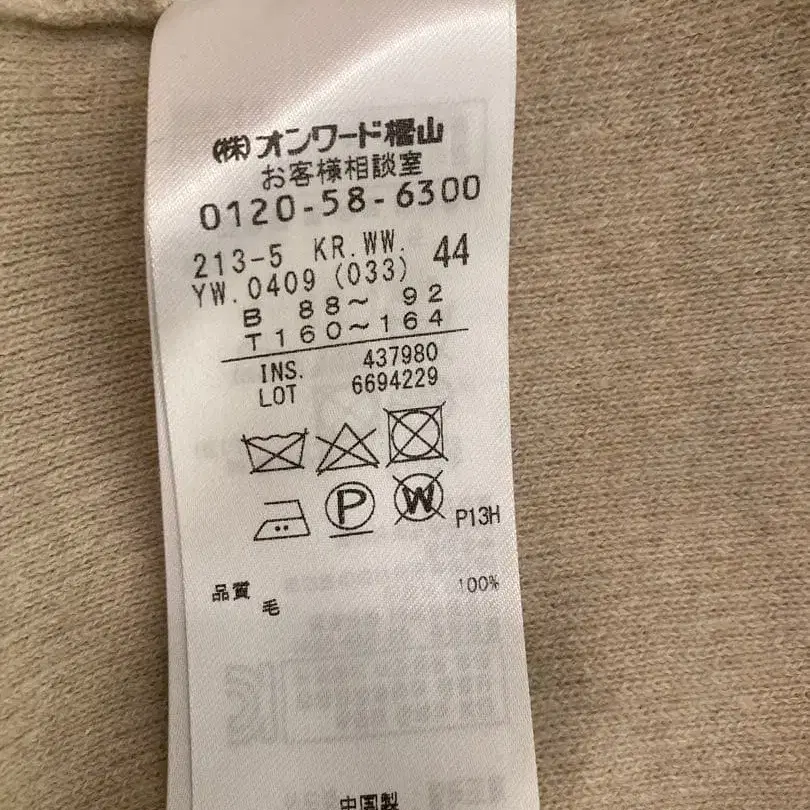 (株)オンワード樫山
お客様相談室
0120-58-6300
213-5 KR.WW. 44
YW.0409 (033)
B 88～ 92
T160～164
INS. 437980
LOT 6694229
P W P13H
品質 毛 100%
中国製